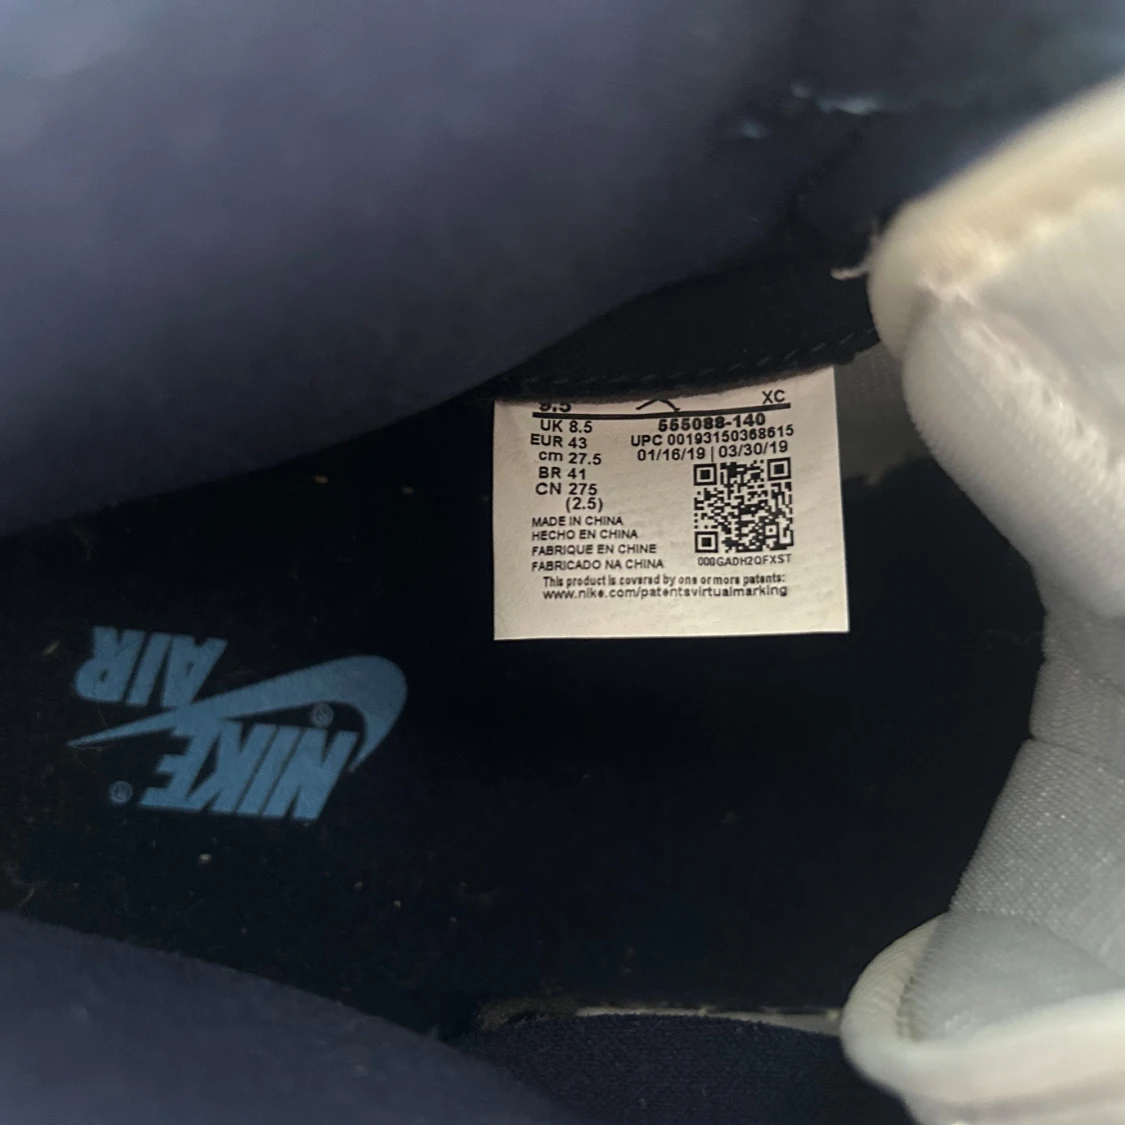 9.5 XC
UK 8.5 555088-140
EUR 43 UPC 00193150368615
cm 27.5 01/16/19 | 03/30/19
BR 41
CN 275
(2.5)
MADE IN CHINA
HECHO EN CHINA
FABRIQUE EN CHINE
FABRICADO NA CHINA
000GADH2QFXST
This product is covered by one or more patents:
www.nike.com/patentsvirtualmarking
NIKE®
AIR
®